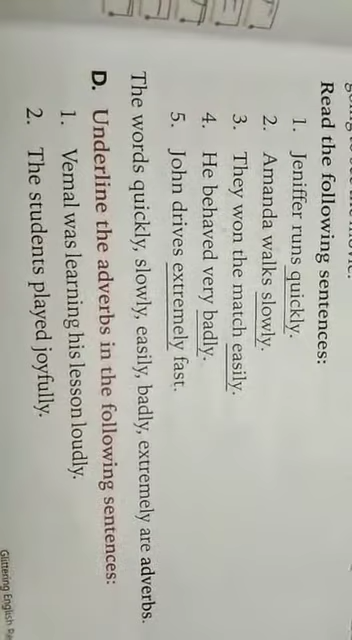 Read the following sentences:
1. Jeniffer runs quickly.
2. Amanda walks slowly.
3. They won the match easily.
4. He behaved very badly.
5. John drives extremely fast.
The words quickly, slowly, easily, badly, extremely are adverbs.
D. Underline the adverbs in the following sentences:
1. Vemal was learning his lesson loudly.
2. The students played joyfully.
Glittering English